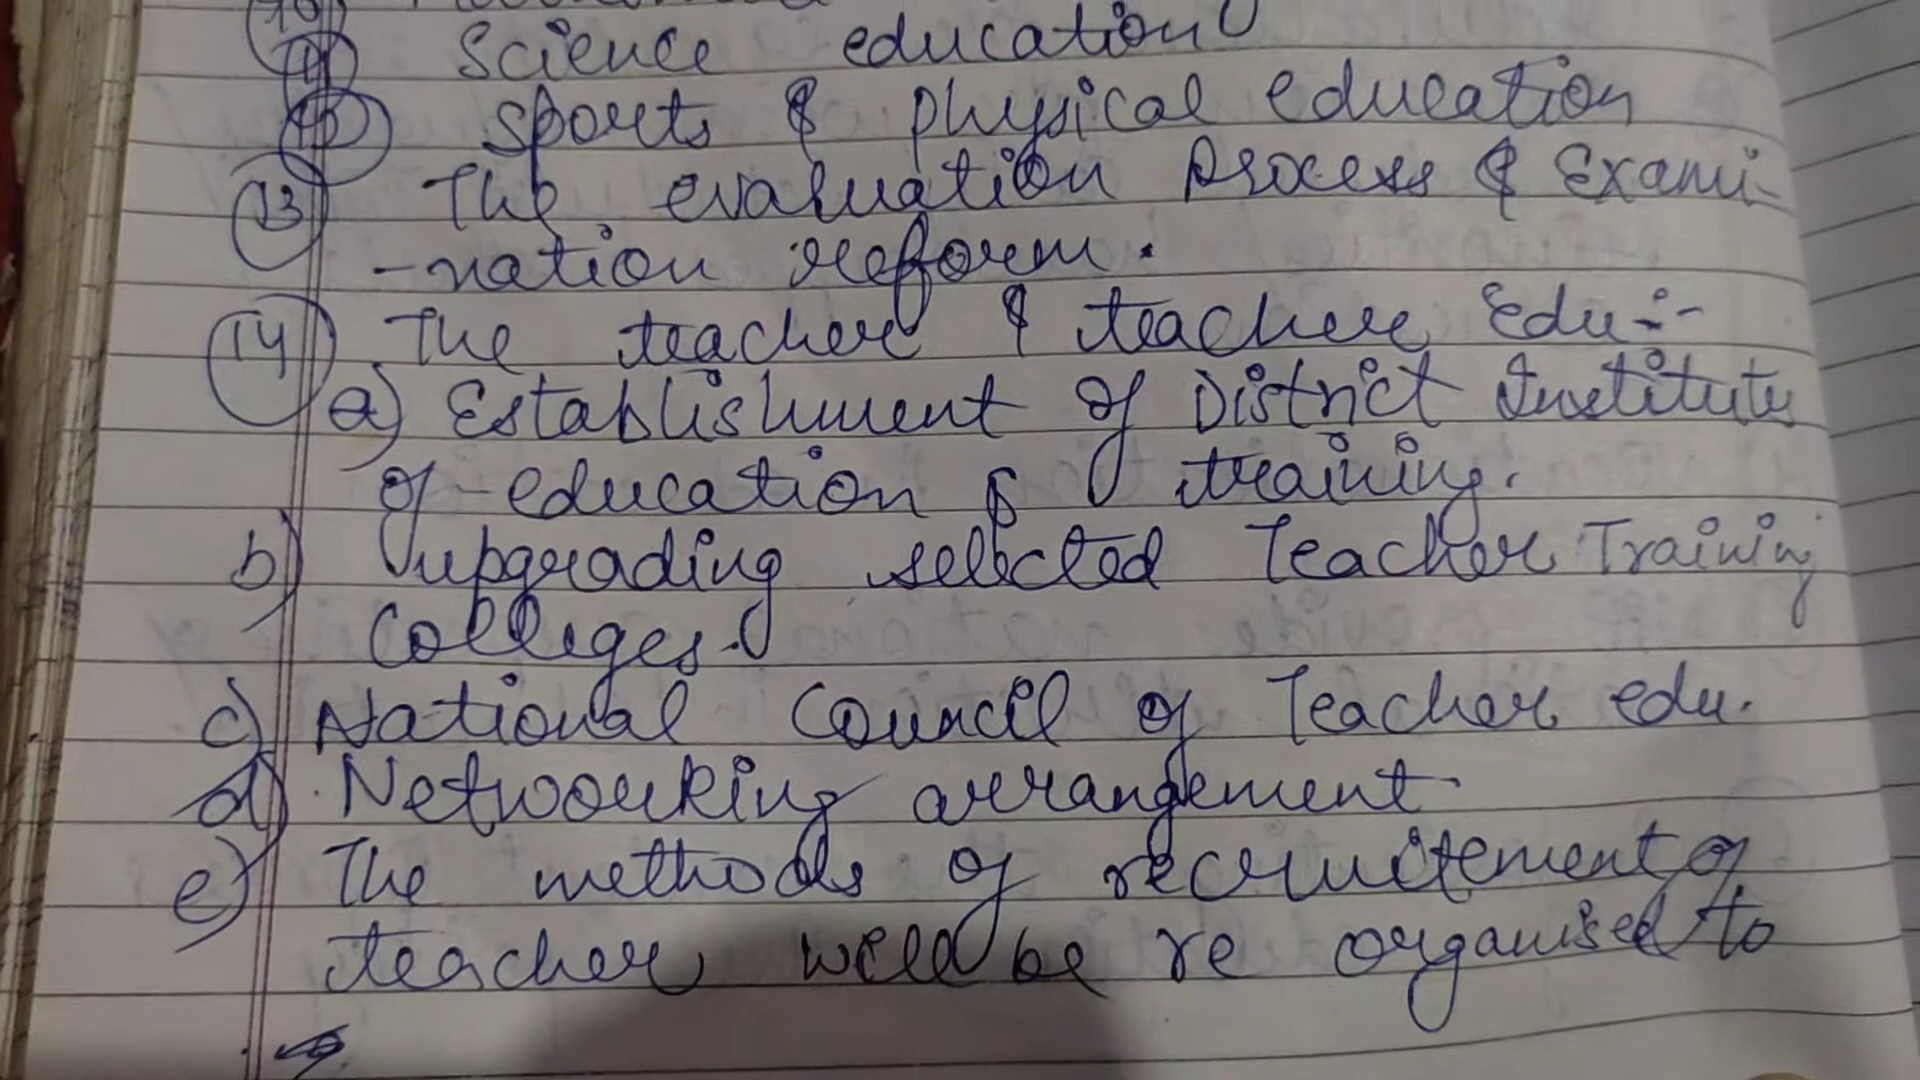 (11) Science education
(12) sports & physical education
(13) The evaluation Process & Exami-
-nation reform.
(14) The teacher & teacher Edu:--
a) Establishment of District Institute
of education & training.
b) upgrading selected Teacher Training
Colleges.
c) National Council of Teacher edu.
d) Networking arrangement
e) The methods of recruitement of
teacher will be re organised to